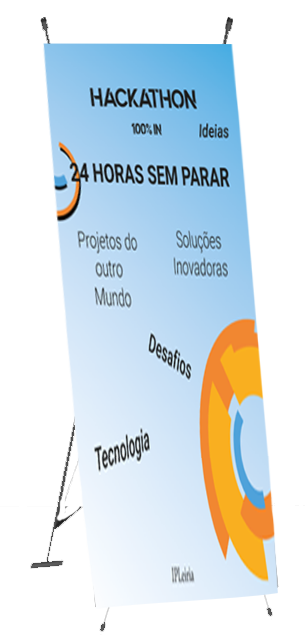 HACKATHON
100% IN
Ideias
24 HORAS SEM PARAR
Projetos do
outro
Mundo
Soluções
Inovadoras
Desafios
Tecnologia
IPLeiria